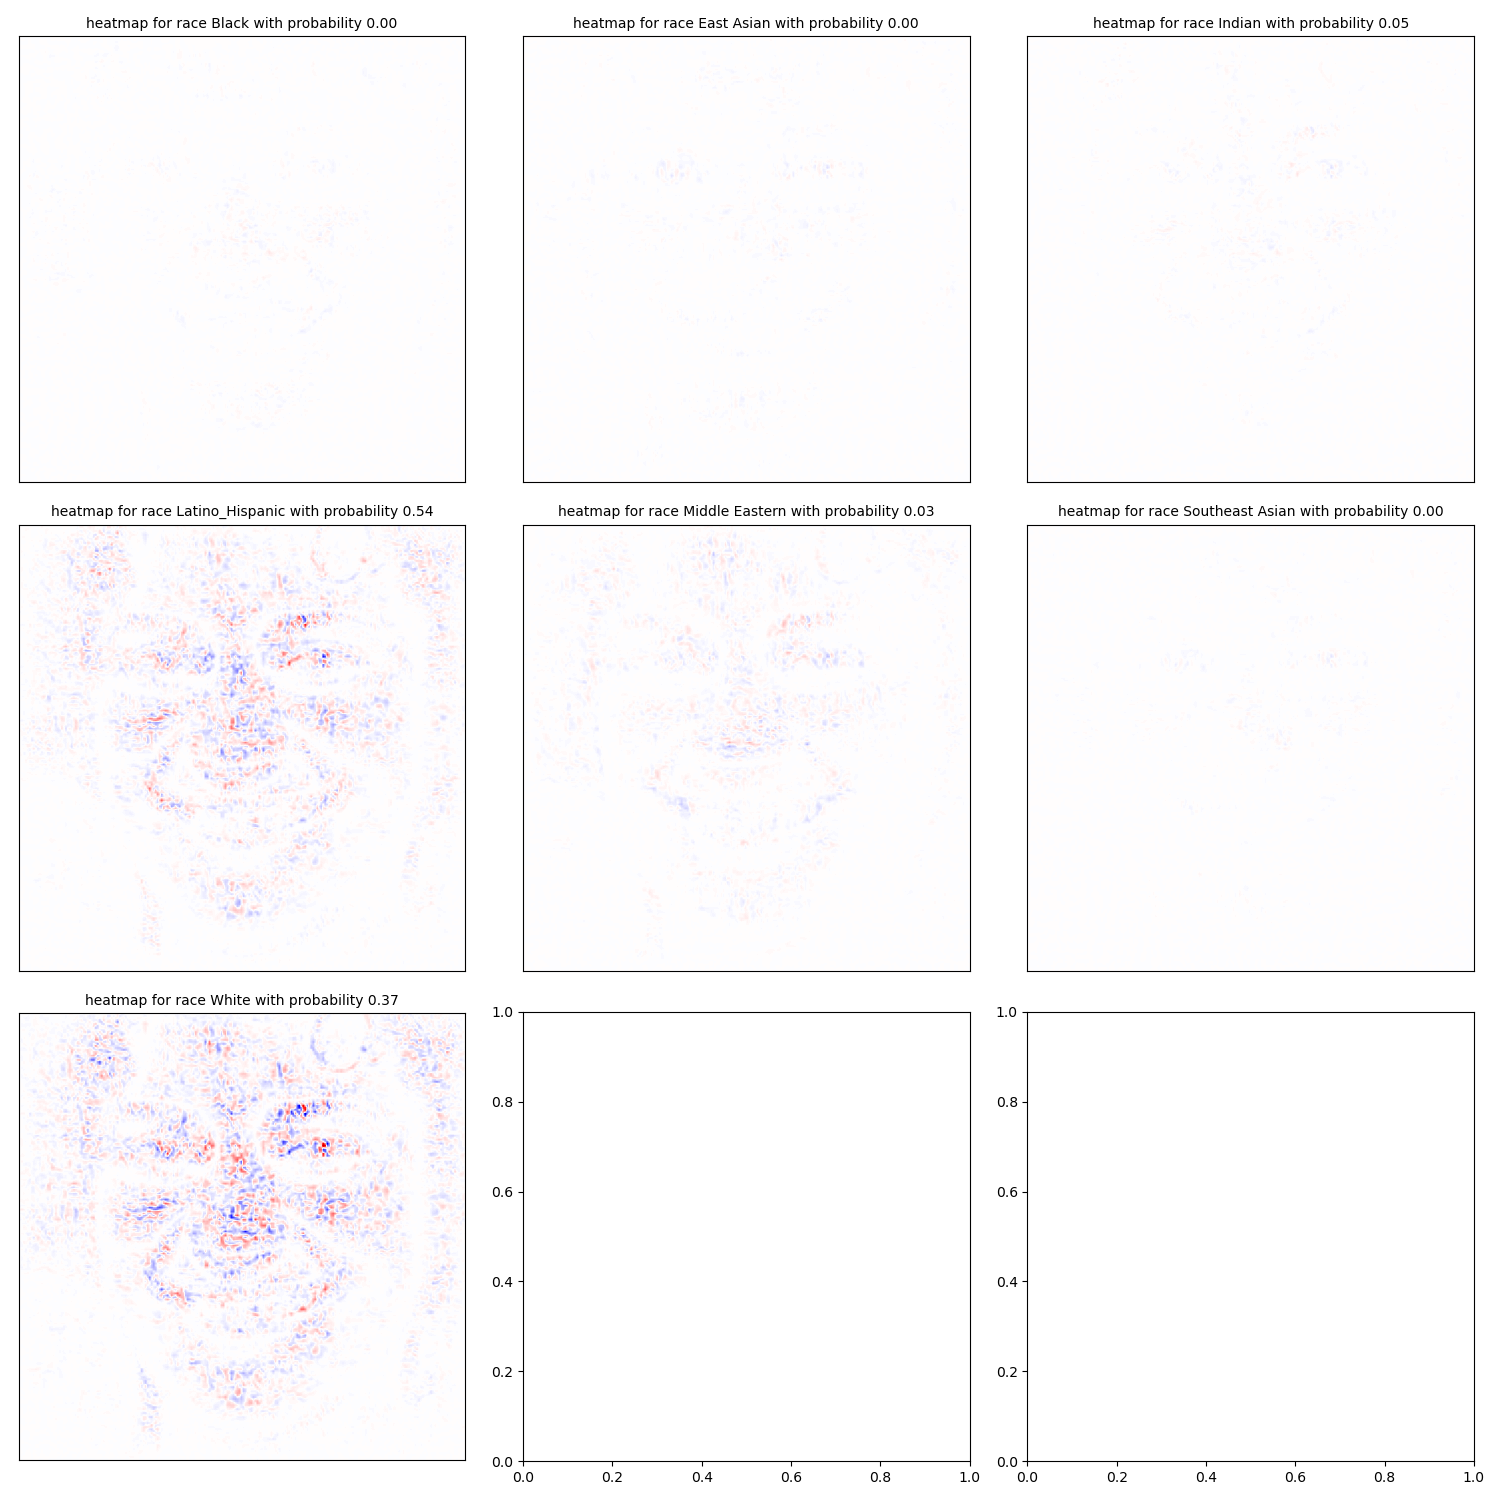 heatmap for race Black with probability 0.00
heatmap for race East Asian with probability 0.00
heatmap for race Indian with probability 0.05
heatmap for race Latino_Hispanic with probability 0.54
heatmap for race Middle Eastern with probability 0.03
heatmap for race Southeast Asian with probability 0.00
heatmap for race White with probability 0.37
1.0
0.8
0.6
0.4
0.2
0.0
0.0 0.2 0.4 0.6 0.8 1.0
1.0
0.8
0.6
0.4
0.2
0.0
0.0 0.2 0.4 0.6 0.8 1.0